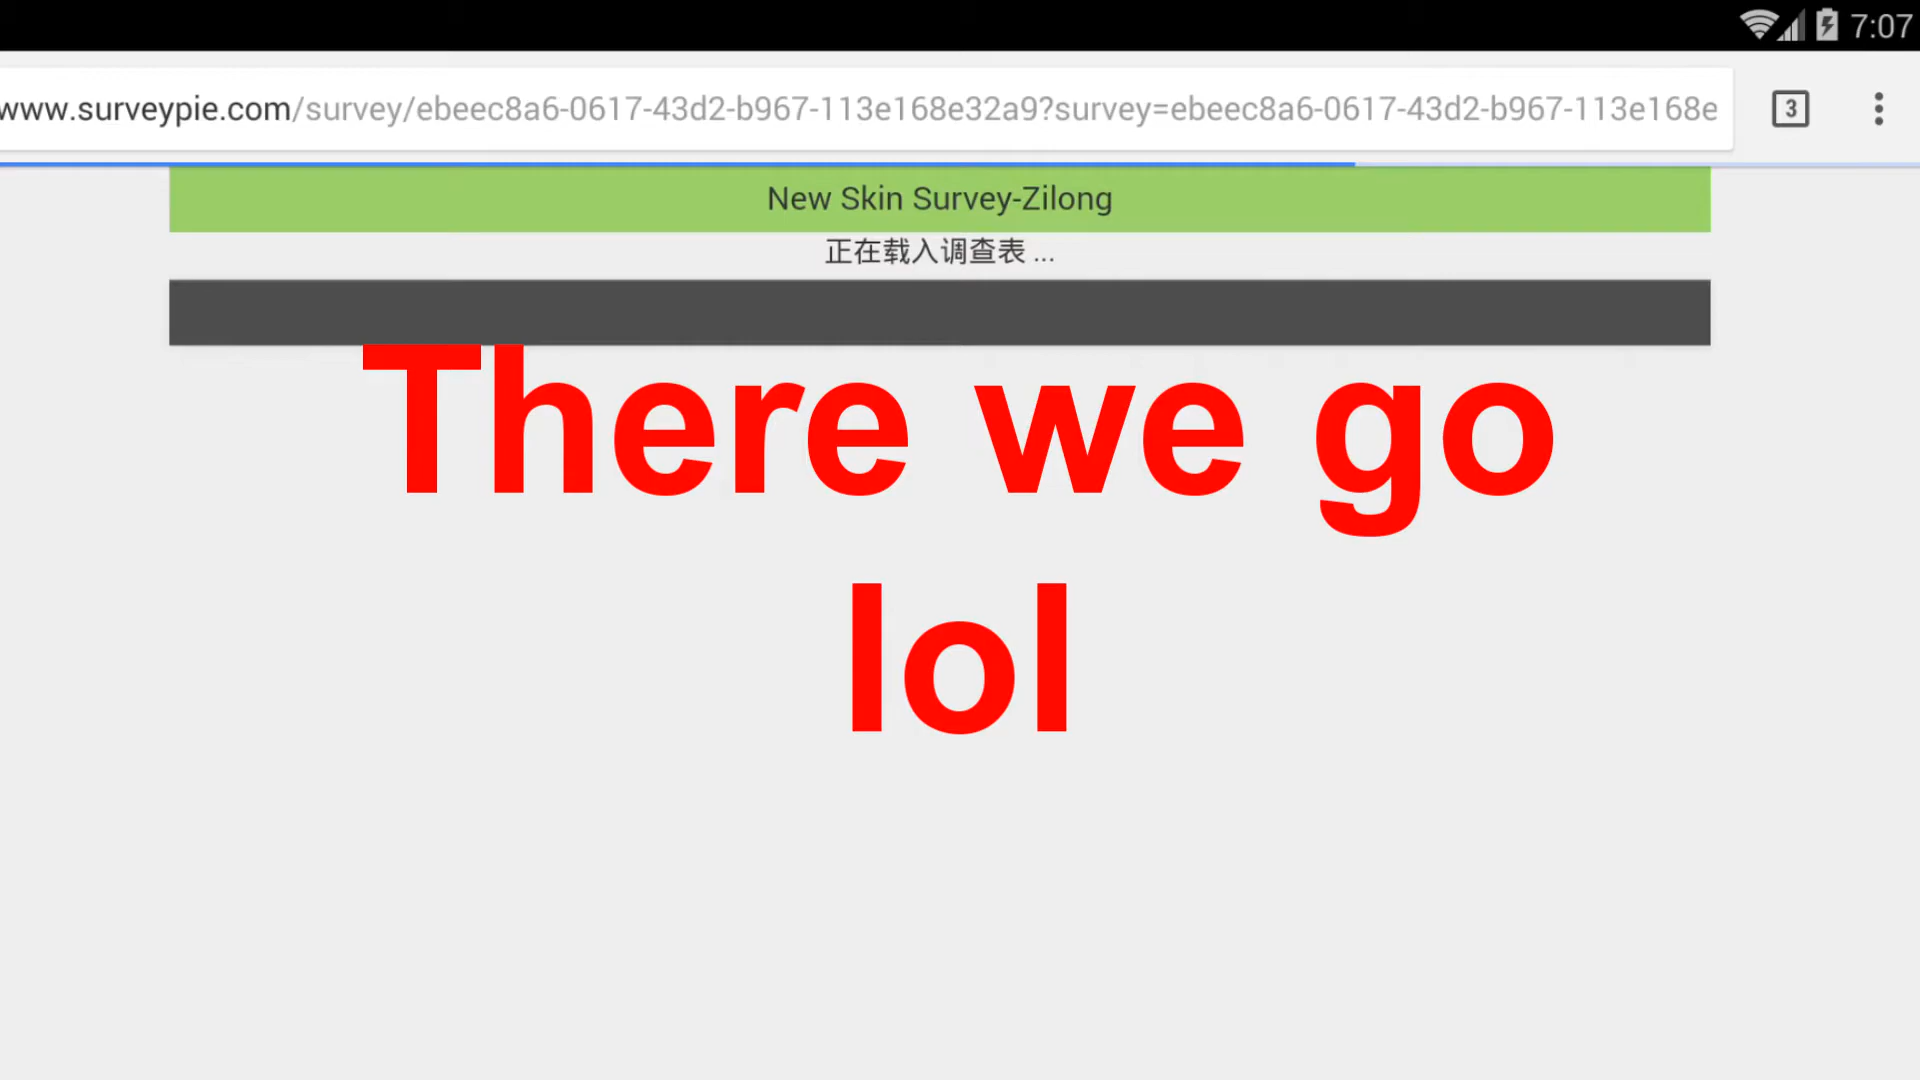 7:07
www.surveypie.com/survey/ebeec8a6-0617-43d2-b967-113e168e32a9?survey=ebeec8a6-0617-43d2-b967-113e168e
3
New Skin Survey-Zilong
正在载入调查表 ...
There we go
lol